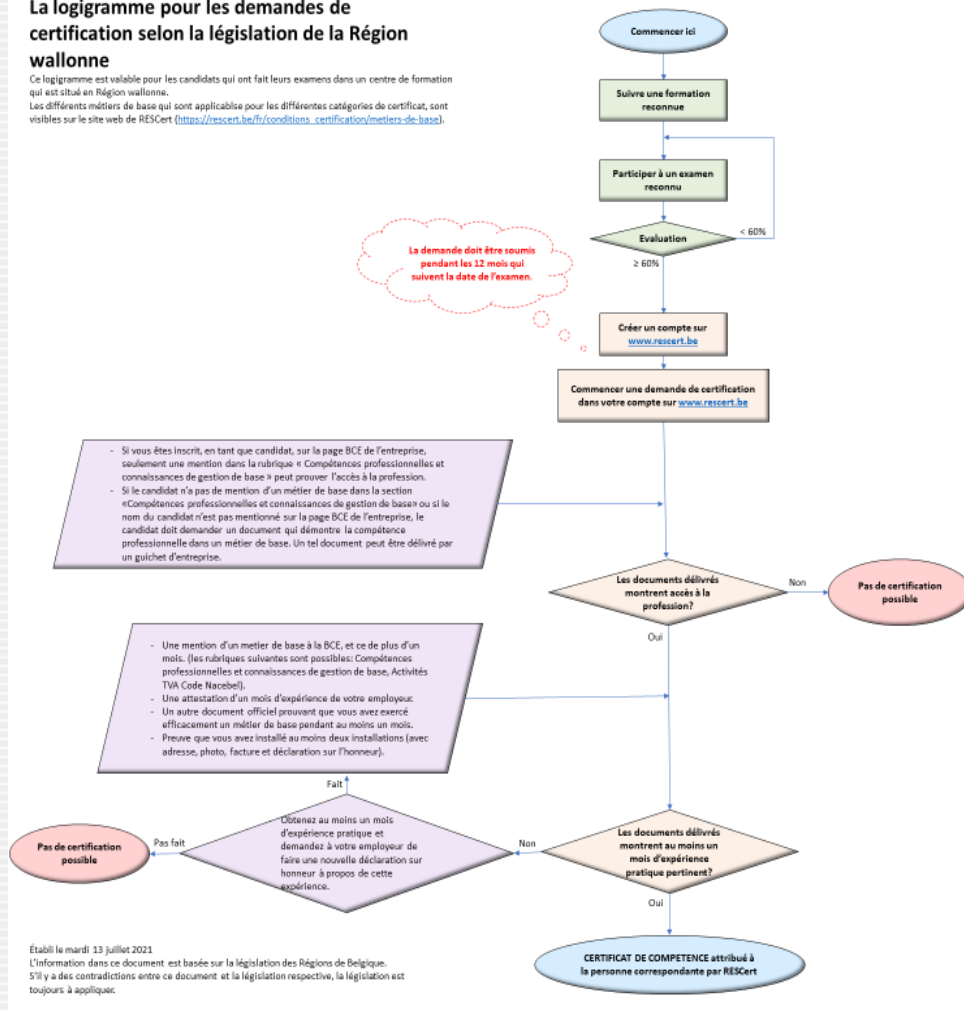 La logigramme pour les demandes de
certification selon la législation de la Région
wallonne
Ce logigramme est valable pour les candidats qui ont fait leurs examens dans un centre de formation
qui est situé en Région wallonne.
Les différents métiers de base qui sont applicablse pour les différentes catégories de certificat, sont
visibles sur le site web de RESCert (https://rescert.be/fr/conditions_certification/metiers-de-base).
Commencer ici
Suivre une formation
reconnue
Participer à un examen
reconnu
Evaluation
< 60%
≥ 60%
La demande doit être soumis
pendant les 12 mois qui
suivent la date de l'examen.
Créer un compte sur
www.rescert.be
Commencer une demande de certification
dans votre compte sur www.rescert.be
- Si vous êtes inscrit, en tant que candidat, sur la page BCE de l'entreprise,
seulement une mention dans la rubrique « Compétences professionnelles et
connaissances de gestion de base » peut prouver l'accès à la profession.
- Si le candidat n'a pas de mention d'un métier de base dans la section
«Compétences professionnelles et connaissances de gestion de base» ou si le
nom du candidat n'est pas mentionné sur la page BCE de l'entreprise, le
candidat doit demander un document qui démontre la compétence
professionnelle dans un métier de base. Un tel document peut être délivré par
un guichet d'entreprise.
Les documents délivrés
montrent accès à la
profession?
Non
Pas de certification
possible
Oui
- Une mention d'un metier de base à la BCE, et ce de plus d'un
mois. (les rubriques suivantes sont possibles: Compétences
professionnelles et connaissances de gestion de base, Activités
TVA Code Nacebel).
- Une attestation d'un mois d'expérience de votre employeur.
- Un autre document officiel prouvant que vous avez exercé
efficacement un métier de base pendant au moins un mois.
- Preuve que vous avez installé au moins deux installations (avec
adresse, photo, facture et déclaration sur l'honneur).
Fait
Obtenez au moins un mois
d'expérience pratique et
demandez à votre employeur de
faire une nouvelle déclaration sur
honneur à propos de cette
expérience.
Pas fait
Pas de certification
possible
Non
Les documents délivrés
montrent au moins un
mois d'expérience
pratique pertinent?
Oui
CERTIFICAT DE COMPETENCE attribué à
la personne correspondante par RESCert
Établi le mardi 13 juillet 2021
L'information dans ce document est basée sur la législation des Régions de Belgique.
S'il y a des contradictions entre ce document et la législation respective, la législation est
toujours à appliquer.